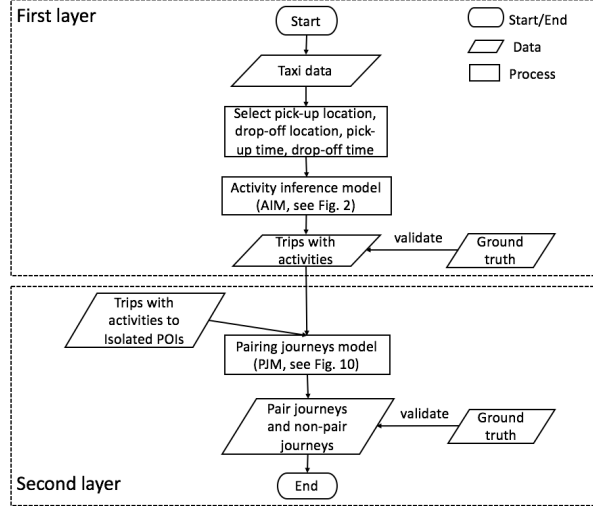 First layer
Start
Start/End
Data
Process
Taxi data
Select pick-up location,
drop-off location, pick-
up time, drop-off time
Activity inference model
(AIM, see Fig. 2)
Trips with
activities
validate
Ground
truth
Trips with
activities to
Isolated POIs
Pairing journeys model
(PJM, see Fig. 10)
Pair journeys
and non-pair
journeys
validate
Ground
truth
End
Second layer